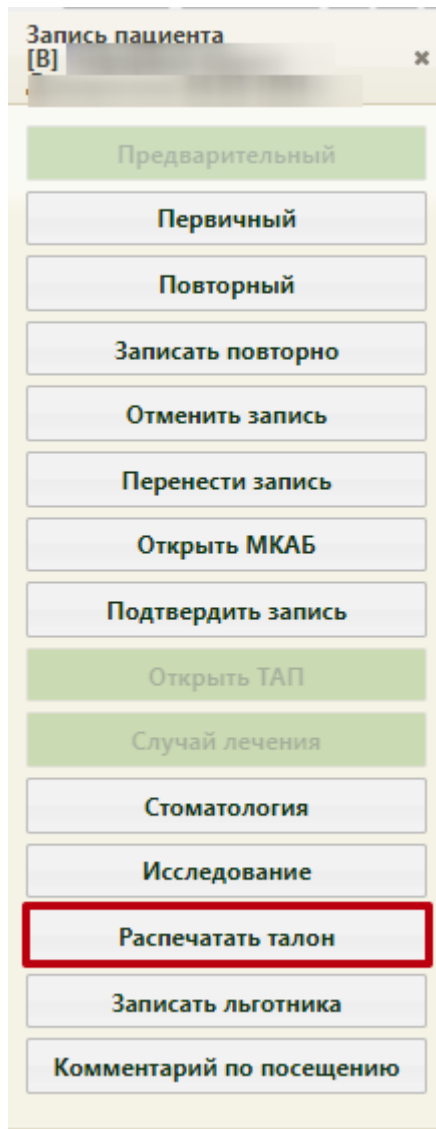 Запись пациента
[В]
Предварительный
Первичный
Повторный
Записать повторно
Отменить запись
Перенести запись
Открыть МКАБ
Подтвердить запись
Открыть ТАП
Случай лечения
Стоматология
Исследование
Распечатать талон
Записать льготника
Комментарий по посещению